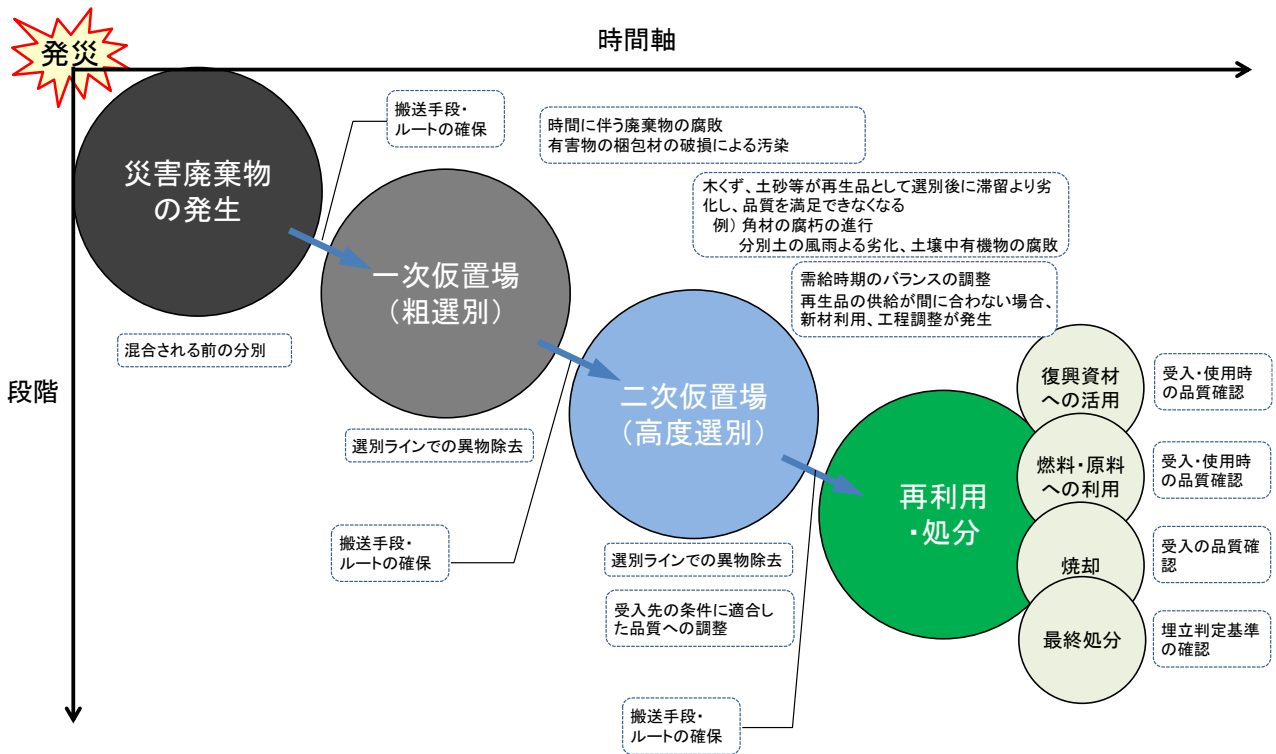 発災
時間軸
段階
災害廃棄物
の発生
搬送手段・
ルートの確保
時間に伴う廃棄物の腐敗
有害物の梱包材の破損による汚染
木くず、土砂等が再生品として選別後に滞留より劣
化し、品質を満足できなくなる
例）角材の腐朽の進行
分別土の風雨よる劣化、土壌中有機物の腐敗
一次仮置場
（粗選別）
需給時期のバランスの調整
再生品の供給が間に合わない場合、
新材利用、工程調整が発生
混合される前の分別
二次仮置場
（高度選別）
復興資材
への活用
受入・使用時
の品質確認
選別ラインでの異物除去
燃料・原料
への利用
受入・使用時
の品質確認
再利用
・処分
搬送手段・
ルートの確保
選別ラインでの異物除去
焼却
受入の品質確
認
受入先の条件に適合し
た品質への調整
最終処分
埋立判定基準
の確認
搬送手段・
ルートの確保